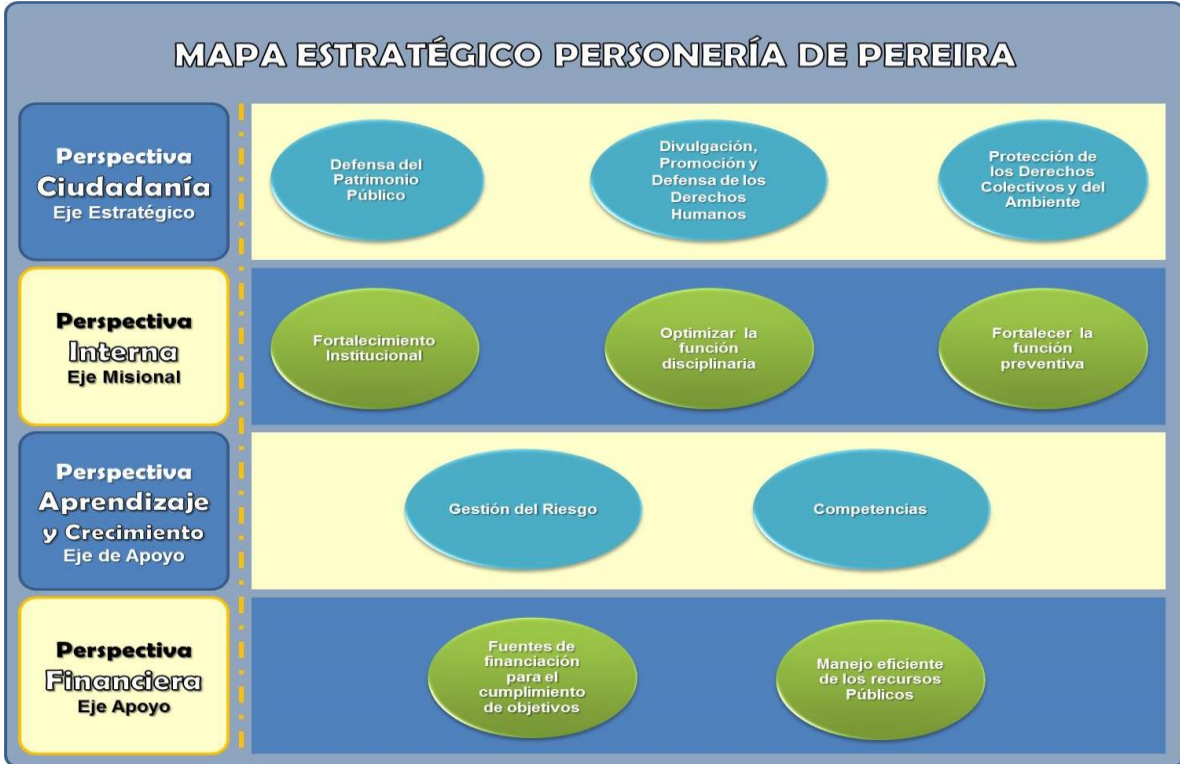 MAPA ESTRATÉGICO PERSONERÍA DE PEREIRA
Perspectiva
Ciudadanía
Eje Estratégico
Defensa del
Patrimonio
Público
Divulgación,
Promoción y
Defensa de los
Derechos
Humanos
Protección de
los Derechos
Colectivos y del
Ambiente
Perspectiva
Interna
Eje Misional
Fortalecimiento
Institucional
Optimizar la
función
disciplinaria
Fortalecer la
función
preventiva
Perspectiva
Aprendizaje
y Crecimiento
Eje de Apoyo
Gestión del Riesgo
Competencias
Perspectiva
Financiera
Eje Apoyo
Fuentes de
financiación
para el
cumplimiento
de objetivos
Manejo eficiente
de los recursos
Públicos